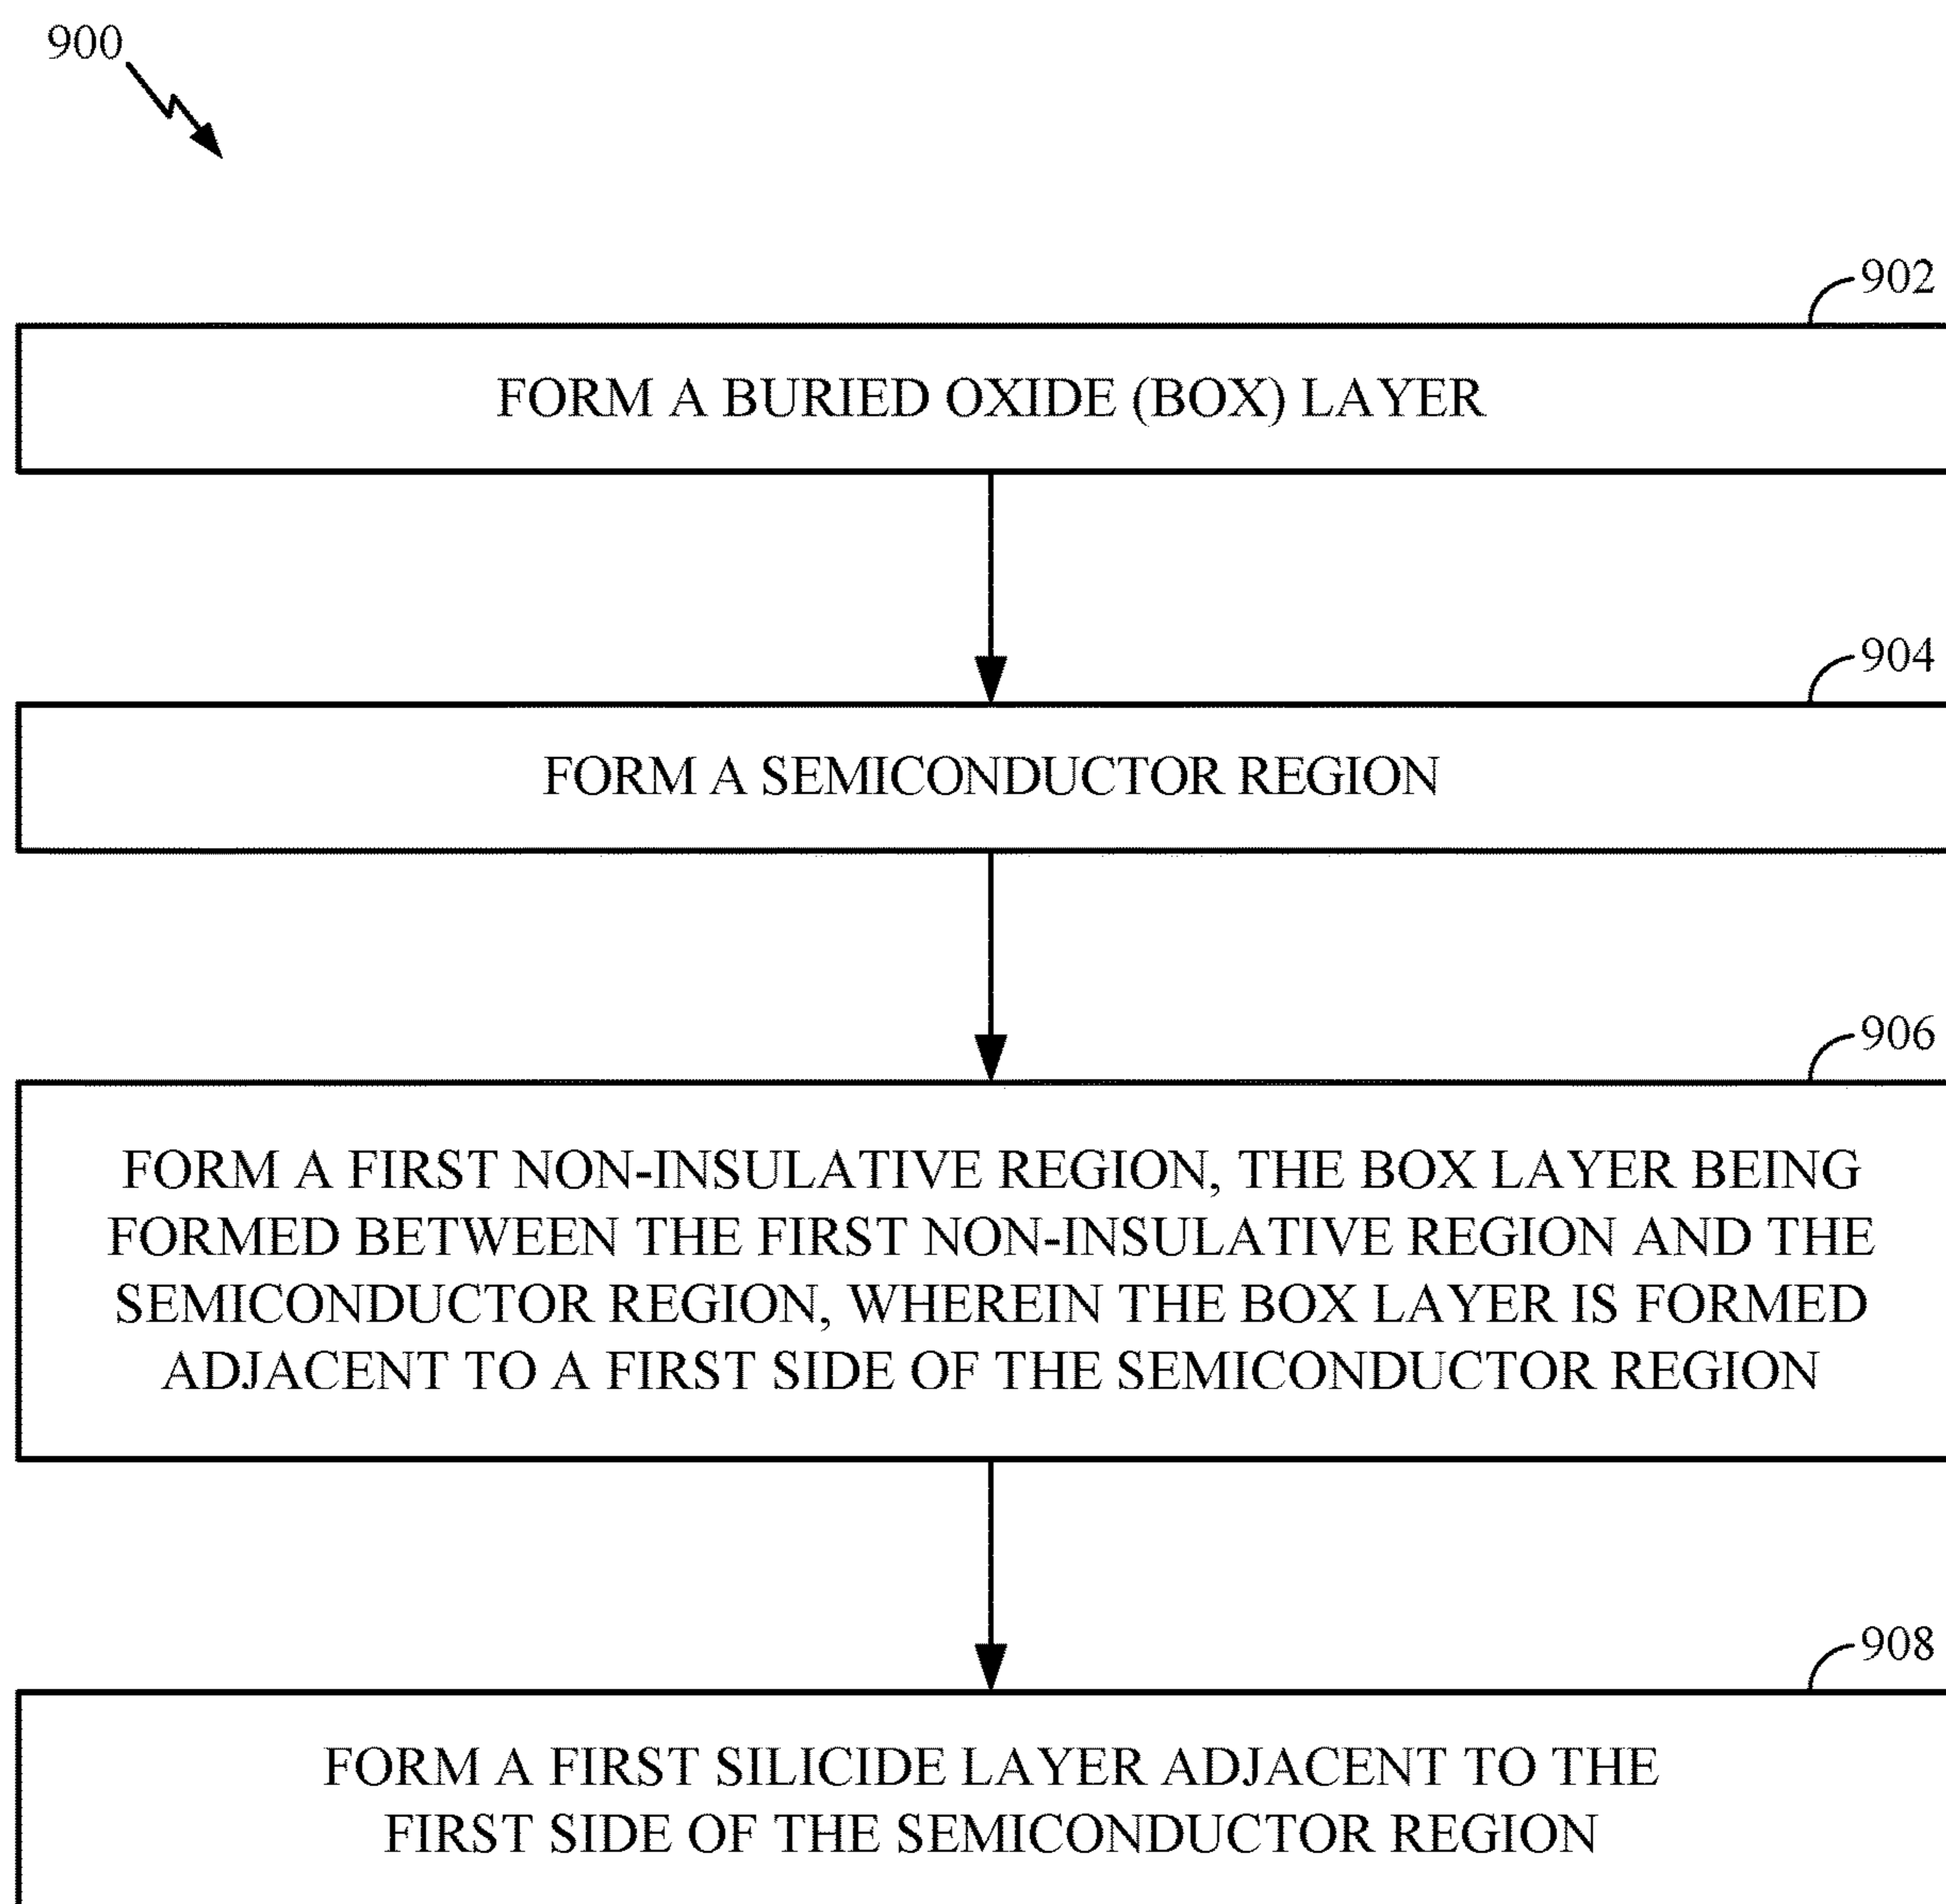 900
902
FORM A BURIED OXIDE (BOX) LAYER
904
FORM A SEMICONDUCTOR REGION
906
FORM A FIRST NON-INSULATIVE REGION, THE BOX LAYER BEING
FORMED BETWEEN THE FIRST NON-INSULATIVE REGION AND THE
SEMICONDUCTOR REGION, WHEREIN THE BOX LAYER IS FORMED
ADJACENT TO A FIRST SIDE OF THE SEMICONDUCTOR REGION
908
FORM A FIRST SILICIDE LAYER ADJACENT TO THE
FIRST SIDE OF THE SEMICONDUCTOR REGION